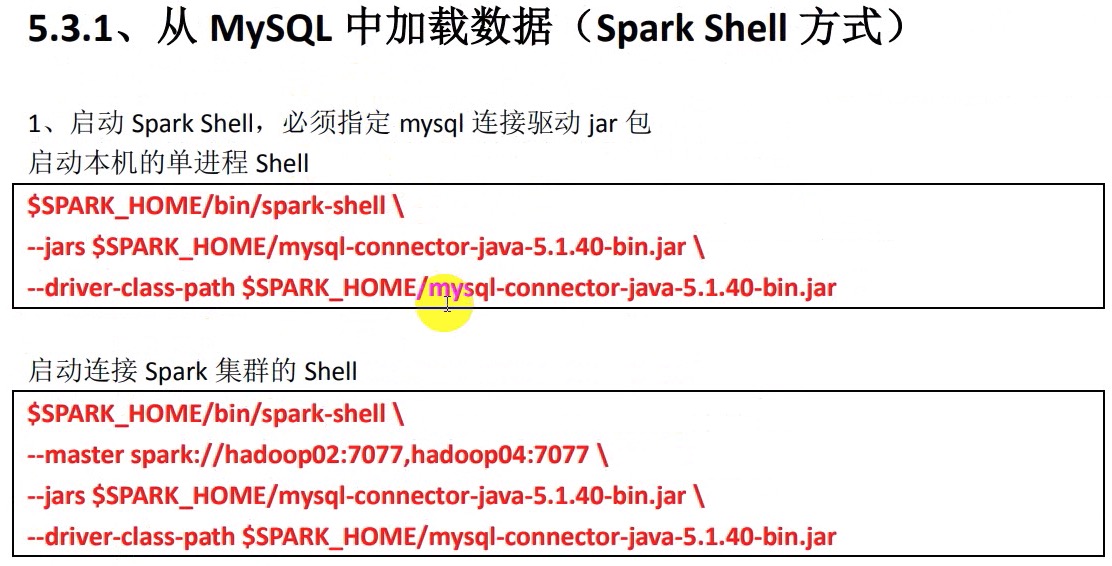 5.3.1、从 MySQL 中加载数据（Spark Shell 方式）
1、启动 Spark Shell，必须指定 mysql 连接驱动 jar 包
启动本机的单进程 Shell
$SPARK_HOME/bin/spark-shell \
--jars $SPARK_HOME/mysql-connector-java-5.1.40-bin.jar \
--driver-class-path $SPARK_HOME/mysql-connector-java-5.1.40-bin.jar
启动连接 Spark 集群的 Shell
$SPARK_HOME/bin/spark-shell \
--master spark://hadoop02:7077,hadoop04:7077 \
--jars $SPARK_HOME/mysql-connector-java-5.1.40-bin.jar \
--driver-class-path $SPARK_HOME/mysql-connector-java-5.1.40-bin.jar